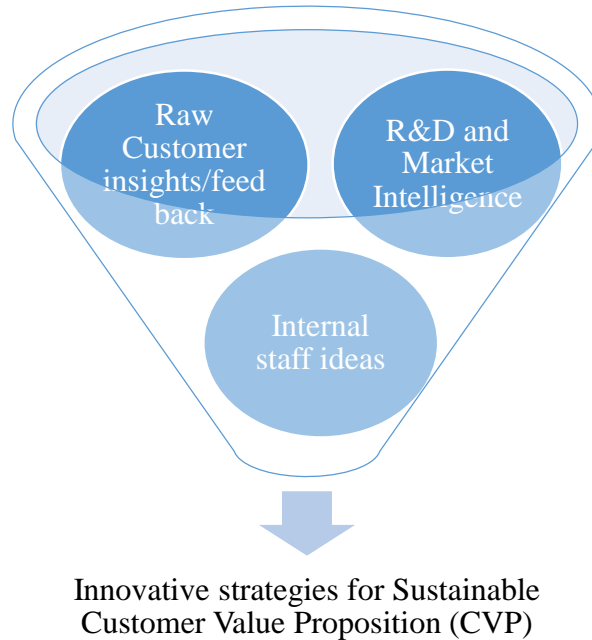 Raw
Customer
insights/feed
back
R&D and
Market
Intelligence
Internal
staff ideas
Innovative strategies for Sustainable
Customer Value Proposition (CVP)